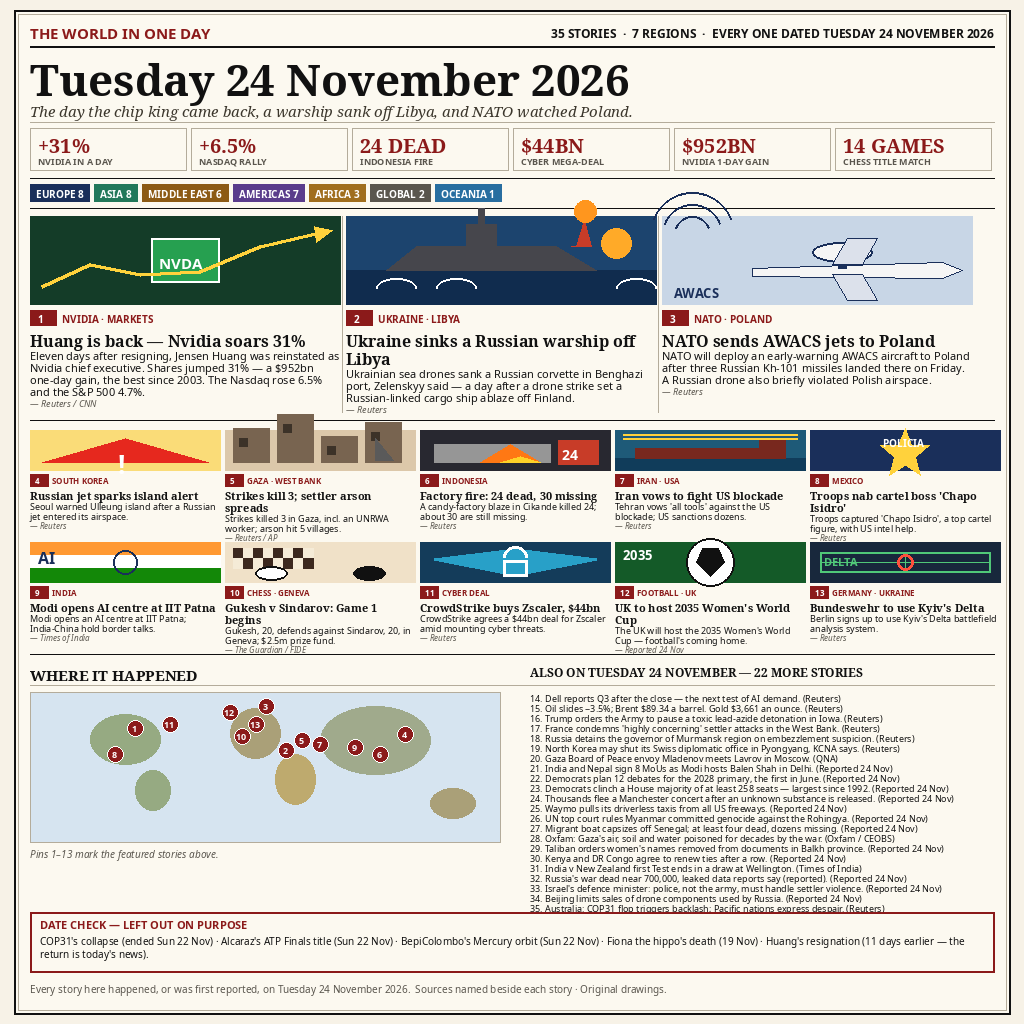 THE WORLD IN ONE DAY
35 STORIES · 7 REGIONS · EVERY ONE DATED TUESDAY 24 NOVEMBER 2026
Tuesday 24 November 2026
The day the chip king came back, a warship sank off Libya, and NATO watched Poland.
+31%
NVIDIA IN A DAY
+6.5%
NASDAQ RALLY
24 DEAD
INDONESIA FIRE
$44BN
CYBER MEGA-DEAL
$952BN
NVIDIA 1-DAY GAIN
14 GAMES
CHESS TITLE MATCH
EUROPE 8
ASIA 8
MIDDLE EAST 6
AMERICAS 7
AFRICA 3
GLOBAL 2
OCEANIA 1
NVDA
AWACS
1 NVIDIA · MARKETS
Huang is back — Nvidia soars 31%
Eleven days after resigning, Jensen Huang was reinstated as
Nvidia chief executive. Shares jumped 31% — a $952bn
one-day gain, the best since 2003. The Nasdaq rose 6.5%
and the S&P 500 4.7%.
— Reuters / CNN
2 UKRAINE · LIBYA
Ukraine sinks a Russian warship off
Libya
Ukrainian sea drones sank a Russian corvette in Benghazi
port, Zelenskyy said — a day after a drone strike set a
Russian-linked cargo ship ablaze off Finland.
— Reuters
3 NATO · POLAND
NATO sends AWACS jets to Poland
NATO will deploy an early-warning AWACS aircraft to Poland
after three Russian Kh-101 missiles landed there on Friday.
A Russian drone also briefly violated Polish airspace.
— Reuters
!
4 SOUTH KOREA
Russian jet sparks island alert
Seoul warned Ulleung island after a Russian
jet entered its airspace.
— Reuters
5 GAZA · WEST BANK
Strikes kill 3; settler arson
spreads
Strikes killed 3 in Gaza, incl. an UNRWA
worker; arson hit 5 villages.
— Reuters / AP
24
6 INDONESIA
Factory fire: 24 dead, 30 missing
A candy-factory blaze in Cikande killed 24;
about 30 are still missing.
— Reuters
7 IRAN · USA
Iran vows to fight US blockade
Tehran vows 'all tools' against the US
blockade; US sanctions dozens.
— Reuters
POLICIA
8 MEXICO
Troops nab cartel boss 'Chapo
Isidro'
Troops captured 'Chapo Isidro', a top cartel
figure, with US intel help.
— Reuters
AI
9 INDIA
Modi opens AI centre at IIT Patna
Modi opens an AI centre at IIT Patna;
India-China hold border talks.
— Times of India
10 CHESS · GENEVA
Gukesh v Sindarov: Game 1
begins
Gukesh, 20, defends against Sindarov, 20, in
Geneva; $2.5m prize fund.
— The Guardian / FIDE
11 CYBER DEAL
CrowdStrike buys Zscaler, $44bn
CrowdStrike agrees a $44bn deal for Zscaler
amid mounting cyber threats.
— Reuters
2035
12 FOOTBALL · UK
UK to host 2035 Women's World
Cup
The UK will host the 2035 Women's World
Cup — football's coming home.
— Reported 24 Nov
DELTA
13 GERMANY · UKRAINE
Bundeswehr to use Kyiv's Delta
Berlin signs up to use Kyiv's Delta battlefield
analysis system.
— Reuters
WHERE IT HAPPENED
1
2
3
4
5
6
7
8
9
10
11
12
13
Pins 1–13 mark the featured stories above.
ALSO ON TUESDAY 24 NOVEMBER — 22 MORE STORIES
14. Dell reports Q3 after the close — the next test of AI demand. (Reuters)
15. Oil slides –3.5%; Brent $89.34 a barrel. Gold $3,661 an ounce. (Reuters)
16. Trump orders the Army to pause a toxic lead-azide detonation in Iowa. (Reuters)
17. France condemns 'highly concerning' settler attacks in the West Bank. (Reuters)
18. Russia detains the governor of Murmansk region on embezzlement suspicion. (Reuters)
19. North Korea may shut its Swiss diplomatic office in Pyongyang, KCNA says. (Reuters)
20. Gaza Board of Peace envoy Mladenov meets Lavrov in Moscow. (QNA)
21. India and Nepal sign 8 MoUs as Modi hosts Balen Shah in Delhi. (Reported 24 Nov)
22. Democrats plan 12 debates for the 2028 primary, the first in June. (Reuters)
23. Democrats clinch a House majority of at least 258 seats — largest since 1992. (Reported 24 Nov)
24. Thousands flee a Manchester concert after an unknown substance is released. (Reported 24 Nov)
25. Waymo pulls its driverless taxis from all US freeways. (Reported 24 Nov)
26. UN top court rules Myanmar committed genocide against the Rohingya. (Reported 24 Nov)
27. Migrant boat capsizes off Senegal; at least four dead, dozens missing. (Reported 24 Nov)
28. Oxfam: Gaza's air, soil and water poisoned for decades by the war. (Oxfam / CEOBS)
29. Taliban orders women's names removed from documents in Balkh province. (Reported 24 Nov)
30. Kenya and DR Congo agree to renew ties after a row. (Reported 24 Nov)
31. India v New Zealand first Test ends in a draw at Wellington. (Times of India)
32. Russia's war dead near 700,000, leaked data reports say (reported). (Reported 24 Nov)
33. Israel's defence minister: police, not the army, must handle settler violence. (Reported 24 Nov)
34. Beijing limits sales of drone components used by Russia. (Reported 24 Nov)
35. Australia: COP31 flop triggers backlash; Pacific nations express despair. (Reuters)
DATE CHECK — LEFT OUT ON PURPOSE
COP31's collapse (ended Sun 22 Nov) · Alcaraz's ATP Finals title (Sun 22 Nov) · BepiColombo's Mercury orbit (Sun 22 Nov) · Fiona the hippo's death (19 Nov) · Huang's resignation (11 days earlier — the
return is today's news).
Every story here happened, or was first reported, on Tuesday 24 November 2026. Sources named beside each story · Original drawings.